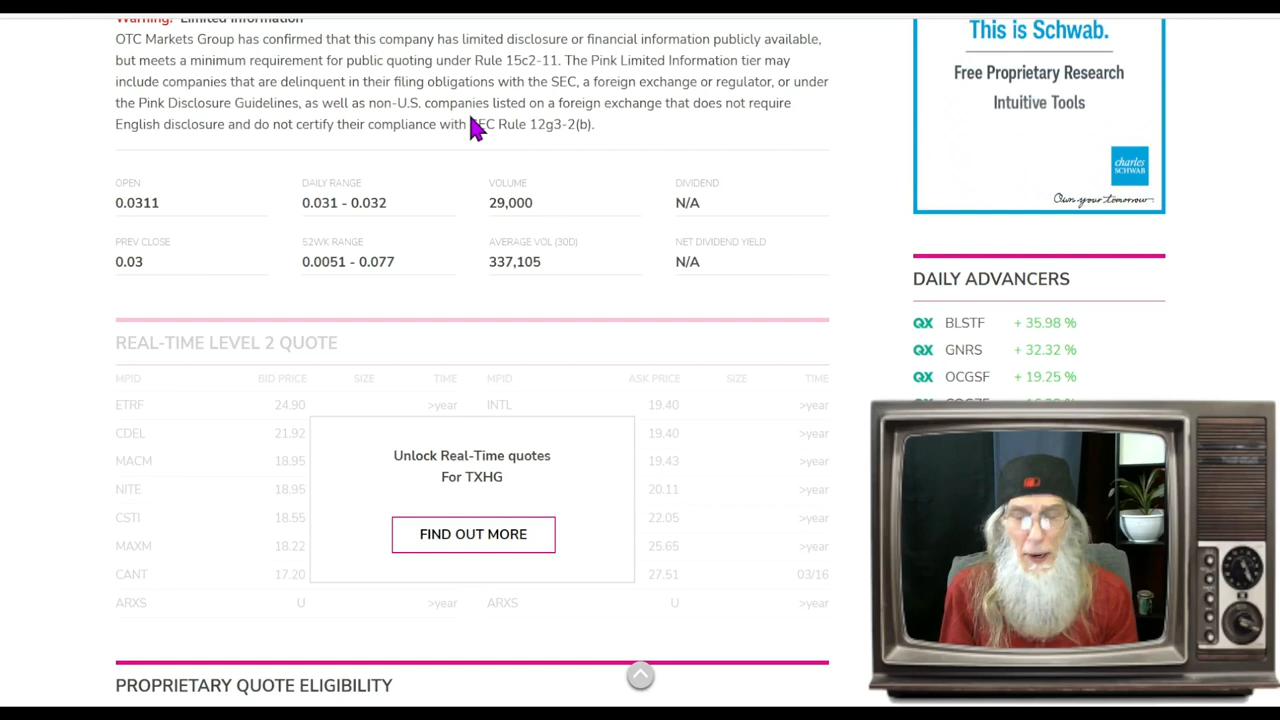 Warning! Limited Information
OTC Markets Group has company has limited disclosure or financial information publicly available,
but meets a minimum requirement for public quoting under Rule 15c2-11. The Pink Limited Information tier may
include companies that are delinquent in their filing obligations with the SEC, a foreign exchange or regulator, or under
the Pink Disclosure Guidelines, as well as non-U.S. companies listed on a foreign exchange that does not require
English disclosure and do not certify their compliance with SEC Rule 12g3-2(b).
OPEN
0.0311
DAILY RANGE
0.031 - 0.032
VOLUME
29,000
DIVIDEND
N/A
PREV CLOSE
0.03
52WK RANGE
0.0051 - 0.077
AVERAGE VOL (30D)
337,105
NET DIVIDEND YIELD
N/A
REAL-TIME LEVEL 2 QUOTE
MPID BID PRICE SIZE TIME MPID ASK PRICE SIZE TIME
ETRF 24.90 >year INTL 19.40 >year
CDEL 21.92 19.40 >year
MACM 18.95 19.43 >year
NITE 18.95 20.11 >year
CSTI 18.55 22.05 >year
MAXM 18.22 25.65 >year
CANT 17.20 27.51 03/16
ARXS U >year ARXS U >year
Unlock Real-Time quotes
For TXHG
FIND OUT MORE
PROPRIETARY QUOTE ELIGIBILITY
This is Schwab.
Free Proprietary Research
Intuitive Tools
charles
SCHWAB
Own your tomorrow
DAILY ADVANCERS
QX BLSTF + 35.98 %
QX GNRS + 32.32 %
QX OCGSF + 19.25 %